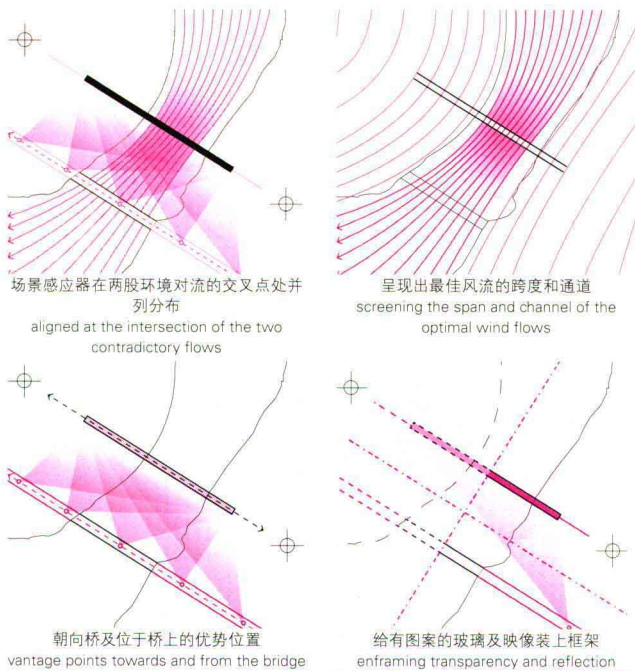 场景感应器在两股环境对流的交叉点处并
列分布
aligned at the intersection of the two
contradictory flows
呈现出最佳风流的跨度和通道
screening the span and channel of the
optimal wind flows
朝向桥及位于桥上的优势位置
vantage points towards and from the bridge
给有图案的玻璃及映像装上框架
enframing transparency and reflection